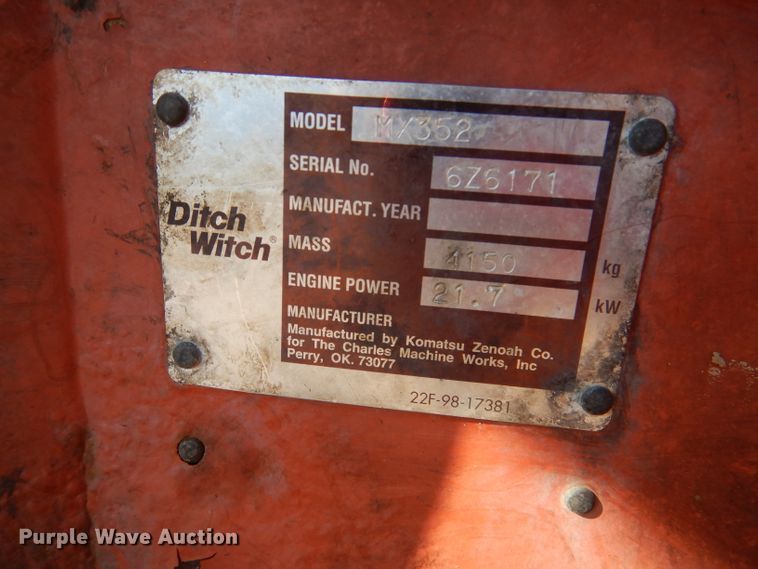 Ditch
Witch®
MODEL MX352
SERIAL No. 6Z6171
MANUFACT. YEAR
MASS 4150 kg
ENGINE POWER 21.7 kW
MANUFACTURER
Manufactured by Komatsu Zenoah Co.
for The Charles Machine Works, Inc
Perry, OK. 73077
22F-98-17381
Purple Wave Auction